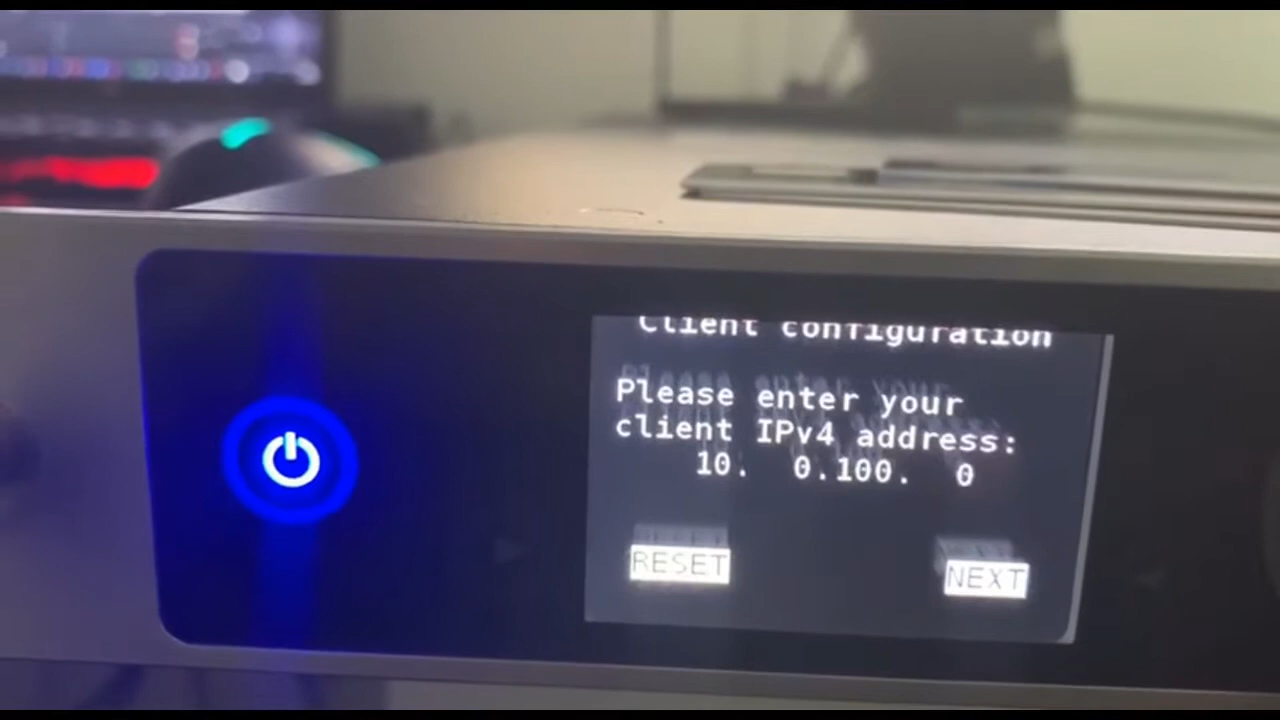 Client configuration
Please enter your
client IPv4 address:
10.  0.100.  0
RESET
NEXT